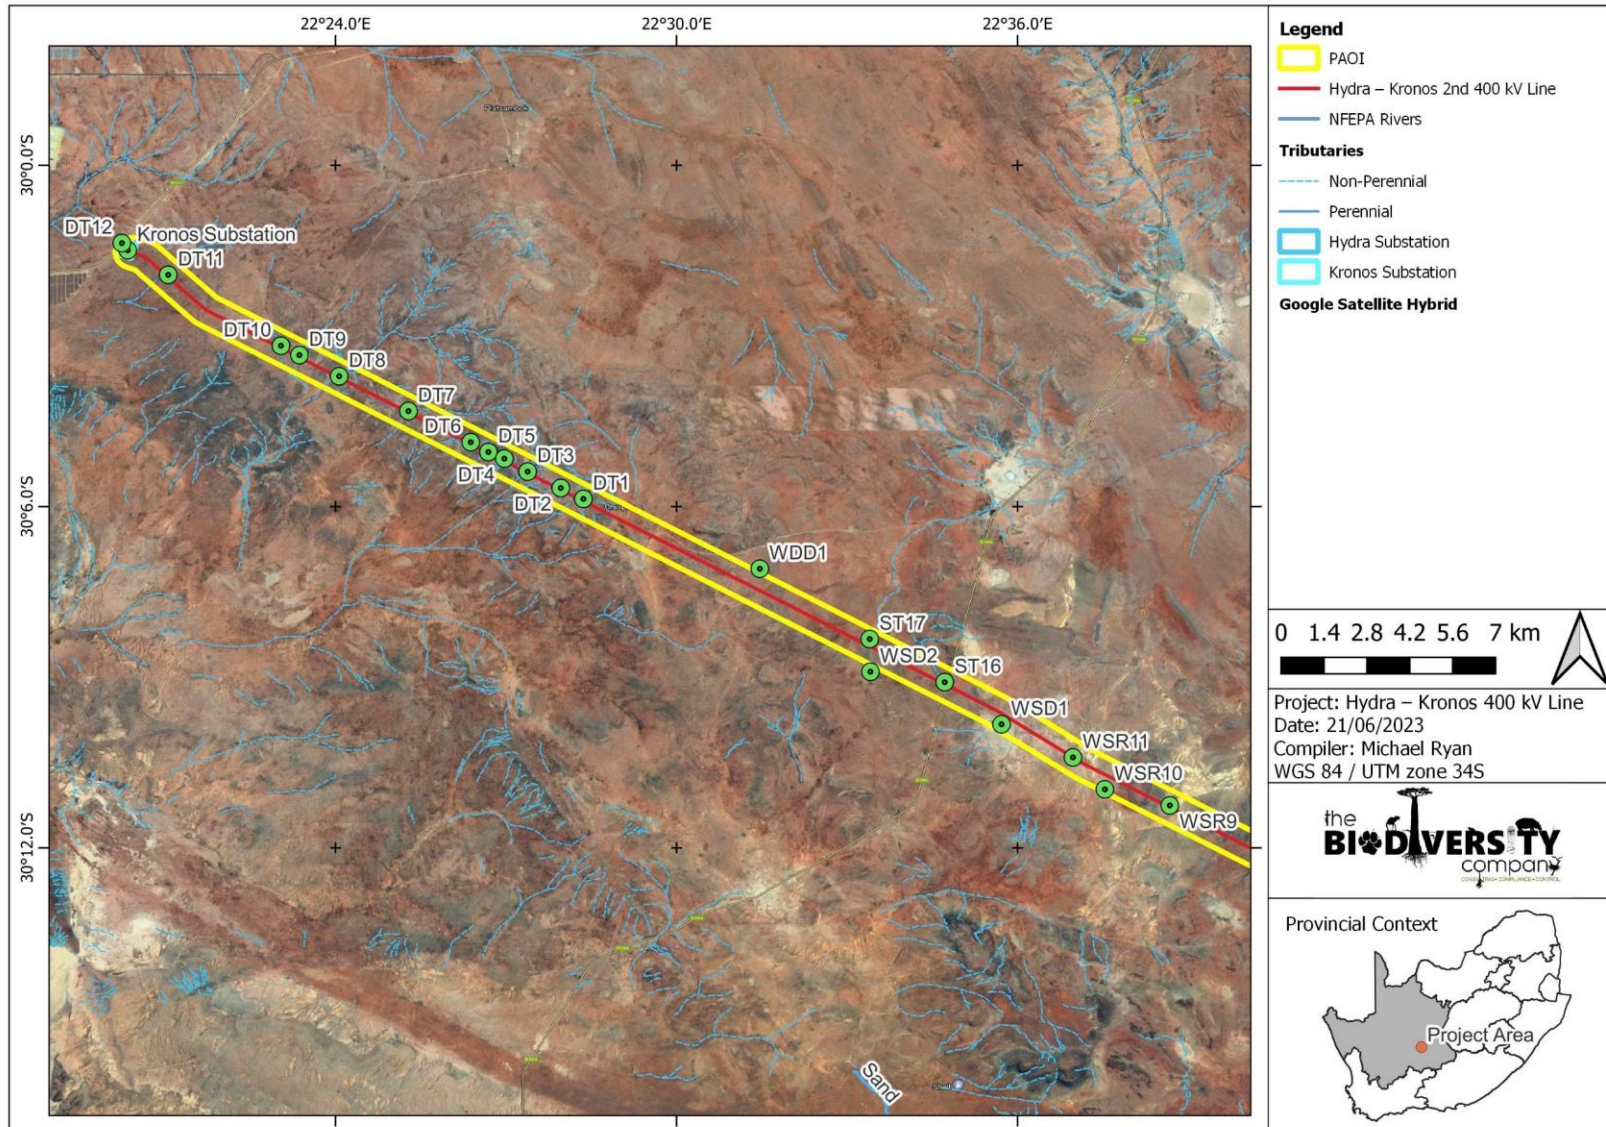 22°24.0'E
22°30.0'E
22°36.0'E
30°0.0'S
30°6.0'S
30°12.0'S
DT12
Kronos Substation
DT11
DT10
DT9
DT8
DT7
DT6
DT5
DT4
DT3
DT2
DT1
WDD1
ST17
WSD2
ST16
WSD1
WSR11
WSR10
WSR9
Sand
Legend
PAOI
Hydra – Kronos 2nd 400 kV Line
NFEPA Rivers
Tributaries
Non-Perennial
Perennial
Hydra Substation
Kronos Substation
Google Satellite Hybrid
0 1.4 2.8 4.2 5.6 7 km
Project: Hydra – Kronos 400 kV Line
Date: 21/06/2023
Compiler: Michael Ryan
WGS 84 / UTM zone 34S
the
BIODIVERSITY
company
Provincial Context
Project Area